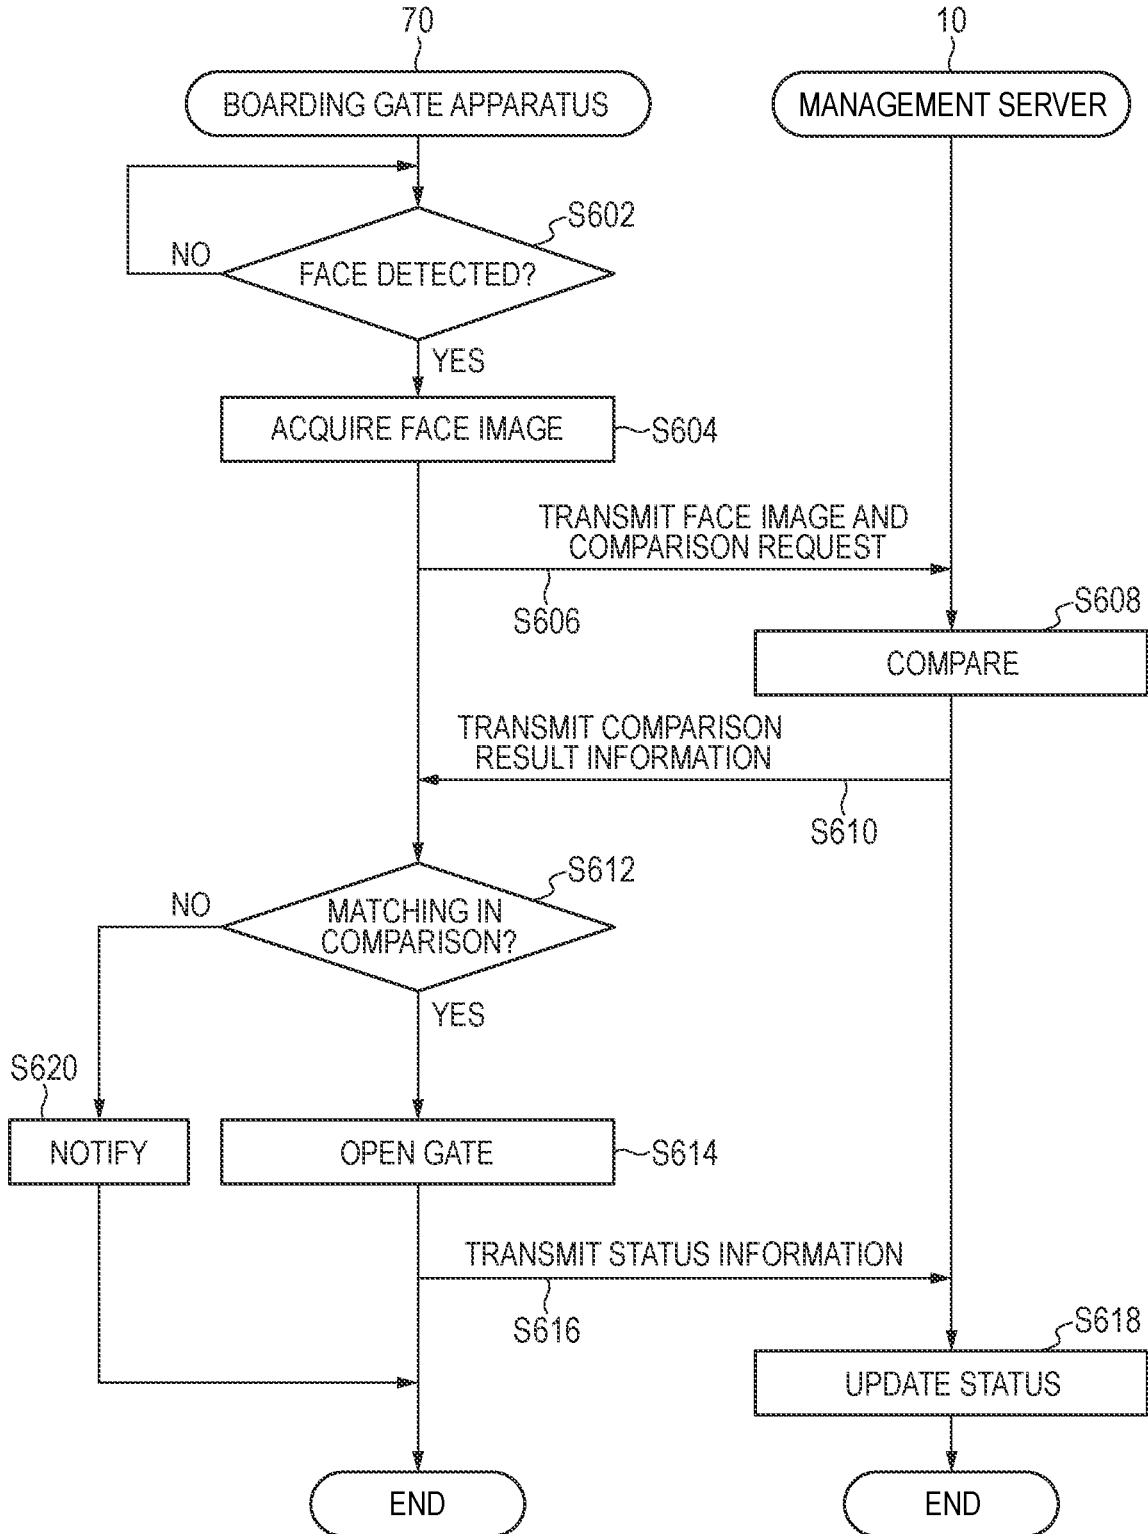 70
10
BOARDING GATE APPARATUS
MANAGEMENT SERVER
S602
NO
FACE DETECTED?
YES
ACQUIRE FACE IMAGE
S604
TRANSMIT FACE IMAGE AND
COMPARISON REQUEST
S606
S608
COMPARE
TRANSMIT COMPARISON
RESULT INFORMATION
S610
S612
NO
MATCHING IN
COMPARISON?
YES
S620
NOTIFY
OPEN GATE
S614
TRANSMIT STATUS INFORMATION
S616
S618
UPDATE STATUS
END
END